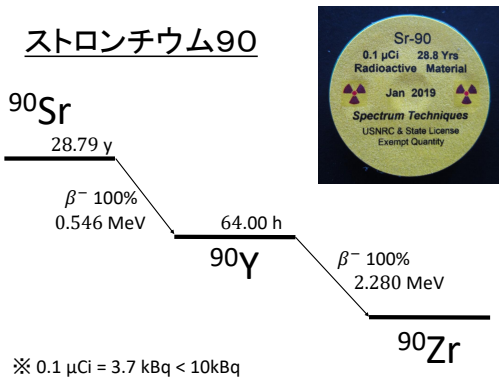 ストロンチウム90
Sr-90
0.1 μCi 28.8 Yrs
Radioactive Material
Jan 2019
Spectrum Techniques
USNRC & State License
Exempt Quantity
⁹⁰Sr
28.79 y
β⁻ 100%
0.546 MeV
64.00 h
⁹⁰Y
β⁻ 100%
2.280 MeV
⁹⁰Zr
※ 0.1 μCi = 3.7 kBq < 10kBq